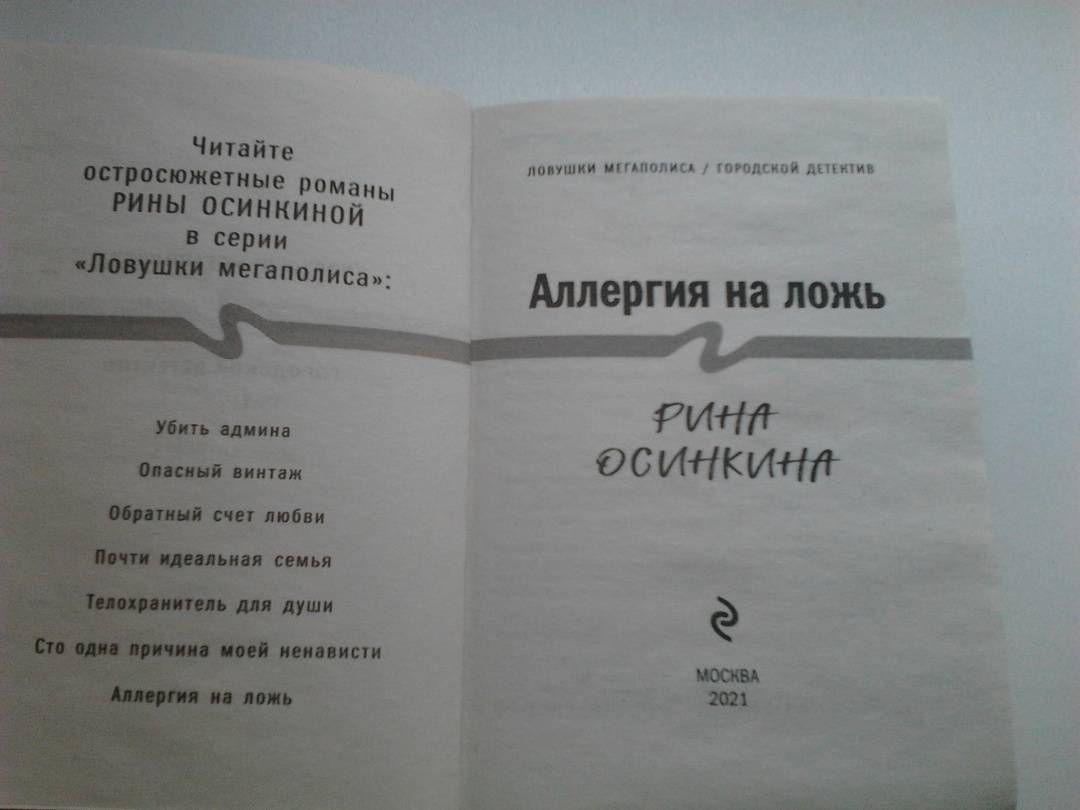 Читайте
остросюжетные романы
РИНЫ ОСИНКИНОЙ
в серии
«Ловушки мегаполиса»:
Убить админа
Опасный винтаж
Обратный счет любви
Почти идеальная семья
Телохранитель для души
Сто одна причина моей ненависти
Аллергия на ложь
ЛОВУШКИ МЕГАПОЛИСА / ГОРОДСКОЙ ДЕТЕКТИВ
Аллергия на ложь
РИНА
ОСИНКИНА
МОСКВА
2021